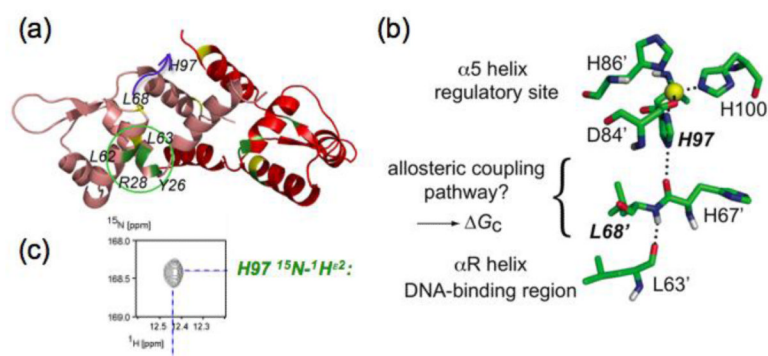 (a)
H97
L68
L63
L62
R28
Y26
(b)
H86'
α5 helix
regulatory site
H100
D84'
H97
allosteric coupling
pathway?
ΔGc
H67'
L68'
αR helix
DNA-binding region
L63'
(c)
15N [ppm]
168.0
168.5
169.0
12.5 12.4 12.3
1H [ppm]
H97 15N-1Hε2: